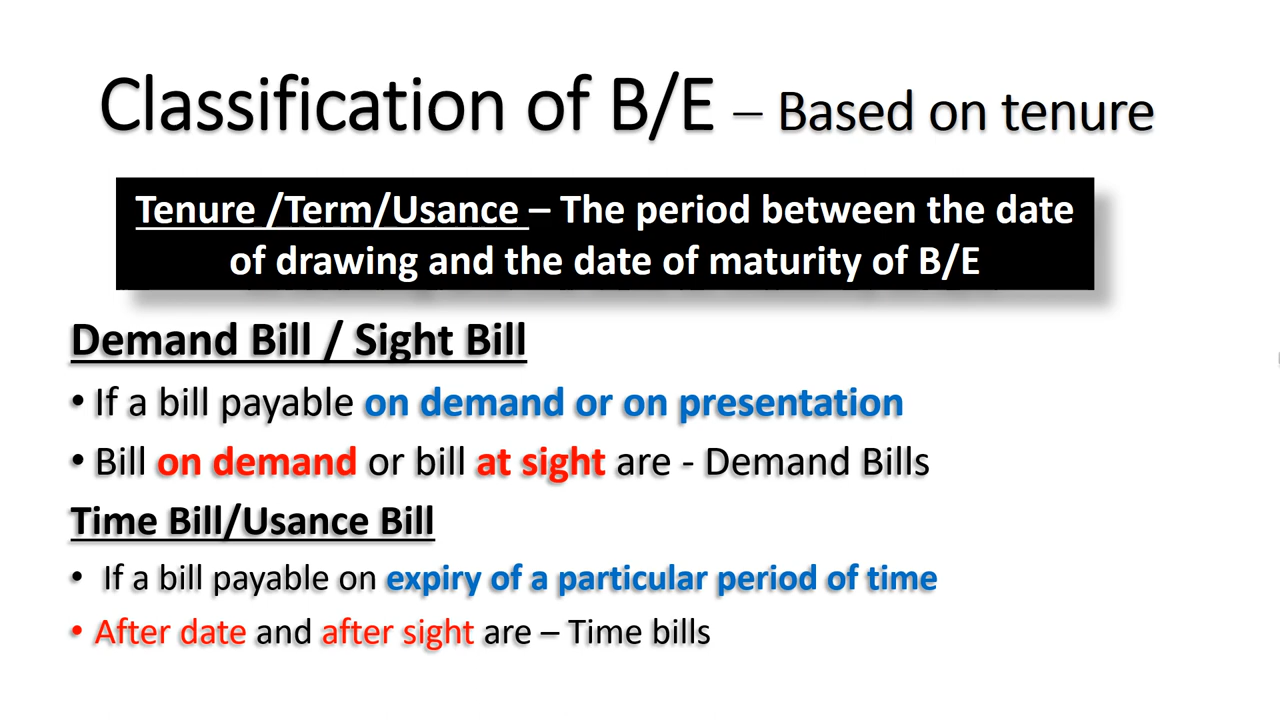 Classification of B/E – Based on tenure
Tenure /Term/Usance – The period between the date
of drawing and the date of maturity of B/E
Demand Bill / Sight Bill
• If a bill payable on demand or on presentation
• Bill on demand or bill at sight are - Demand Bills
Time Bill/Usance Bill
• If a bill payable on expiry of a particular period of time
• After date and after sight are – Time bills